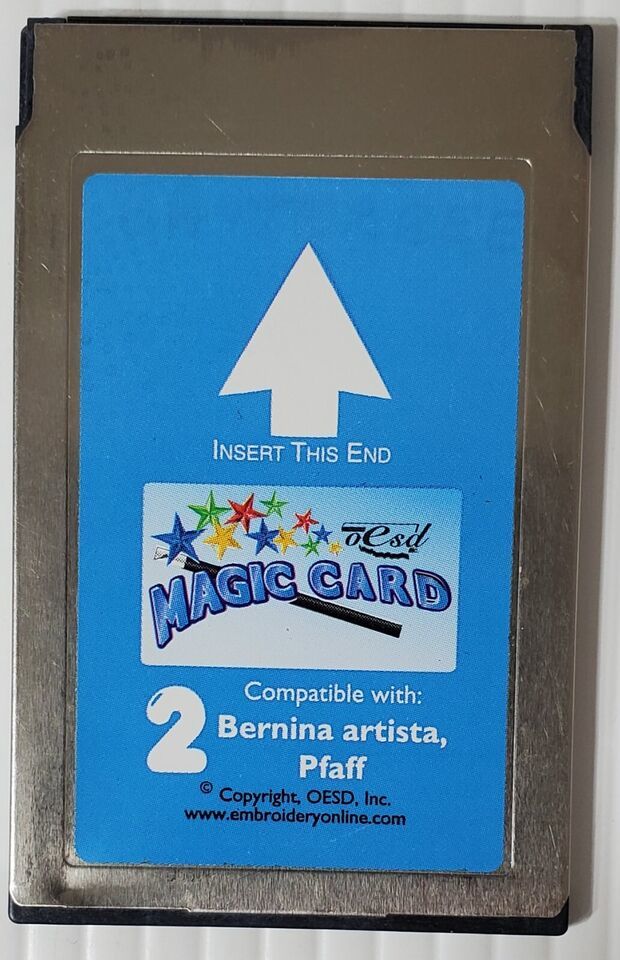 INSERT THIS END
oesd
MAGIC CARD
2
Compatible with:
Bernina artista,
Pfaff
© Copyright, OESD, Inc.
www.embroideryonline.com